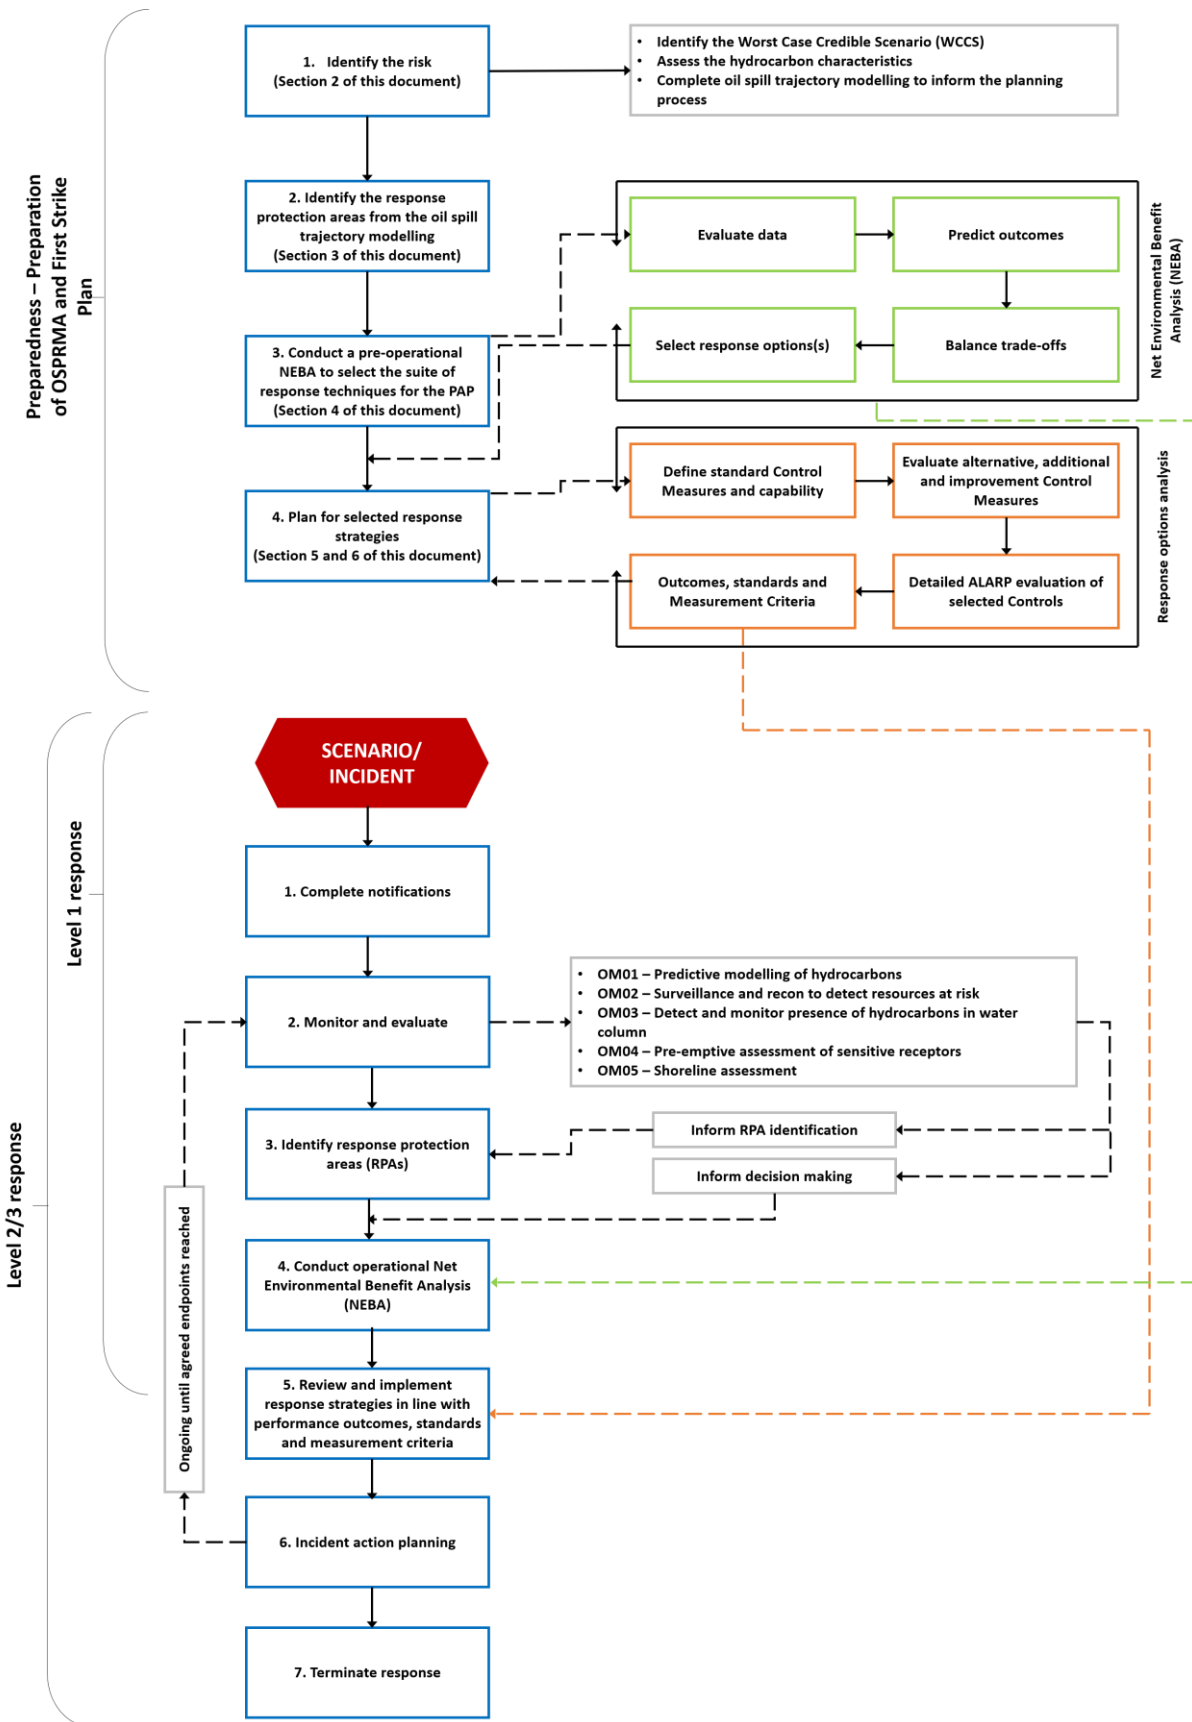 Preparedness – Preparation
of OSPRMA and First Strike
Plan
1. Identify the risk
(Section 2 of this document)
• Identify the Worst Case Credible Scenario (WCCS)
• Assess the hydrocarbon characteristics
• Complete oil spill trajectory modelling to inform the planning
process
2. Identify the response
protection areas from the oil spill
trajectory modelling
(Section 3 of this document)
Evaluate data
Predict outcomes
Select response options(s)
Balance trade-offs
Net Environmental Benefit
Analysis (NEBA)
3. Conduct a pre-operational
NEBA to select the suite of
response techniques for the PAP
(Section 4 of this document)
4. Plan for selected response
strategies
(Section 5 and 6 of this document)
Define standard Control
Measures and capability
Evaluate alternative, additional
and improvement Control
Measures
Outcomes, standards and
Measurement Criteria
Detailed ALARP evaluation of
selected Controls
Response options analysis
Level 2/3 response
Level 1 response
SCENARIO/
INCIDENT
1. Complete notifications
2. Monitor and evaluate
• OM01 – Predictive modelling of hydrocarbons
• OM02 – Surveillance and recon to detect resources at risk
• OM03 – Detect and monitor presence of hydrocarbons in water
column
• OM04 – Pre-emptive assessment of sensitive receptors
• OM05 – Shoreline assessment
3. Identify response protection
areas (RPAs)
Inform RPA identification
Inform decision making
Ongoing until agreed endpoints reached
4. Conduct operational Net
Environmental Benefit Analysis
(NEBA)
5. Review and implement
response strategies in line with
performance outcomes, standards
and measurement criteria
6. Incident action planning
7. Terminate response